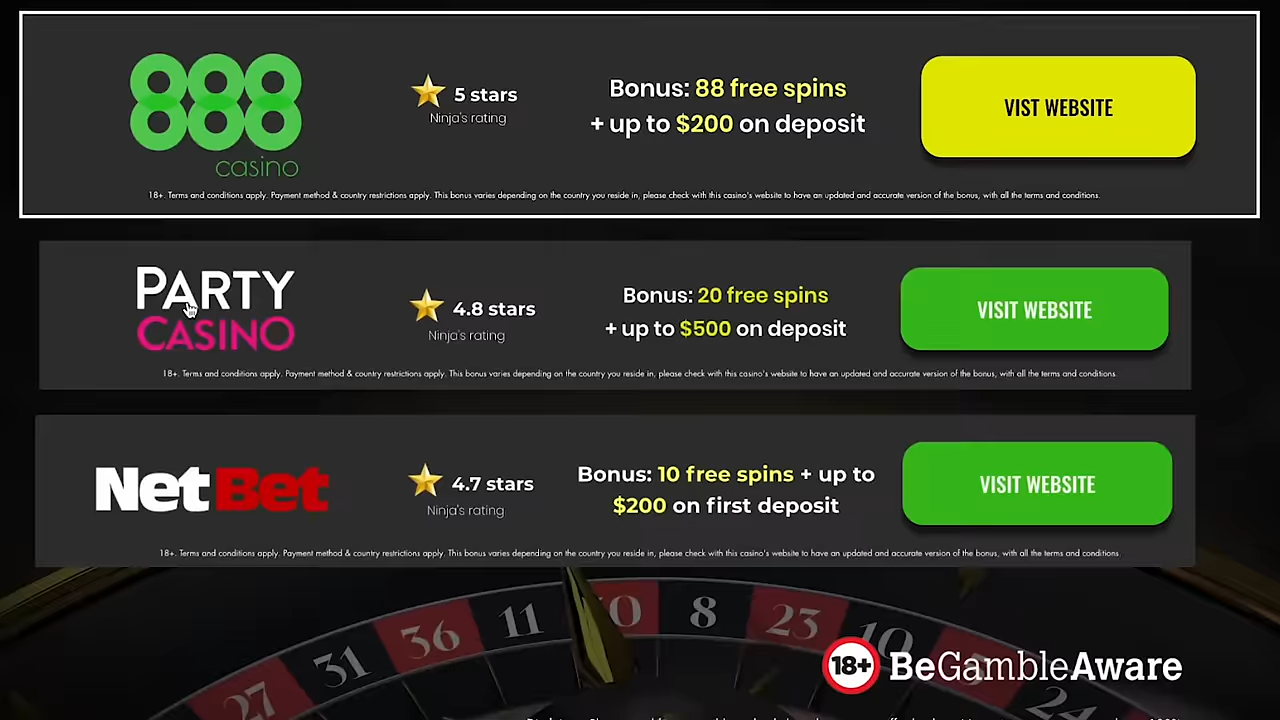 888
casino
5 stars
Ninja's rating
Bonus: 88 free spins
+ up to $200 on deposit
VIST WEBSITE
18+. Terms and conditions apply. Payment method & country restrictions apply. This bonus varies depending on the country you reside in, please check with this casino's website to have an updated and accurate version of the bonus, with all the terms and conditions.
PARTY
CASINO
4.8 stars
Ninja's rating
Bonus: 20 free spins
+ up to $500 on deposit
VISIT WEBSITE
18+. Terms and conditions apply. Payment method & country restrictions apply. This bonus varies depending on the country you reside in, please check with this casino's website to have an updated and accurate version of the bonus, with all the terms and conditions.
NetBet
4.7 stars
Ninja's rating
Bonus: 10 free spins + up to
$200 on first deposit
VISIT WEBSITE
18+. Terms and conditions apply. Payment method & country restrictions apply. This bonus varies depending on the country you reside in, please check with this casino's website to have an updated and accurate version of the bonus, with all the terms and conditions.
27 31 36 11 8 23 10
18+ BeGambleAware